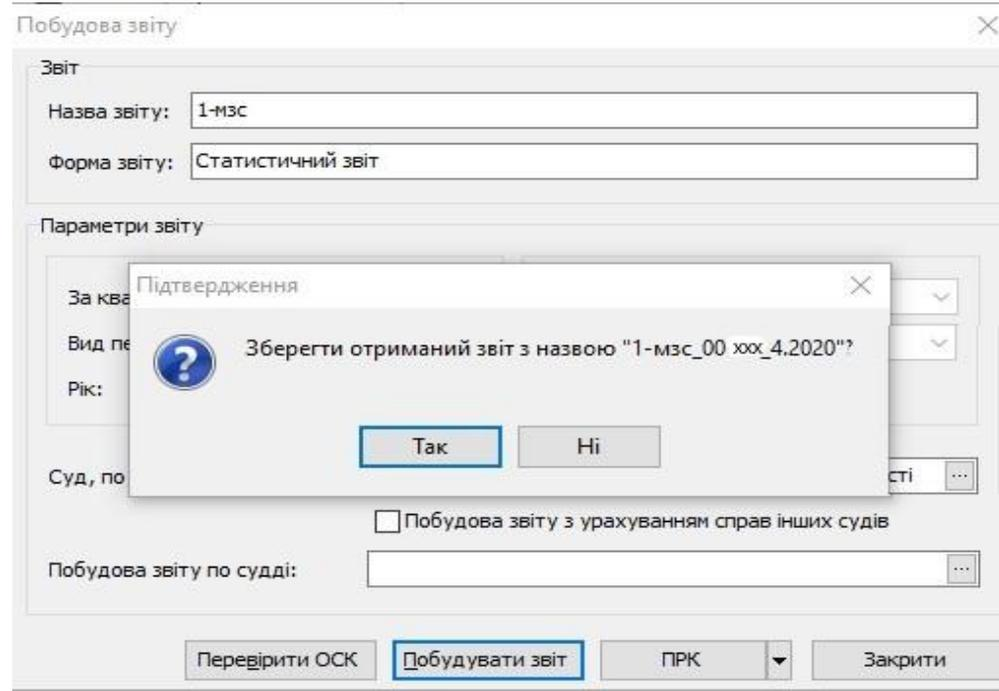 Побудова звіту
Звіт
Назва звіту: 1-мзс
Форма звіту: Статистичний звіт
Параметри звіту
Підтвердження
За ква
Вид пе
Зберегти отриманий звіт з назвою "1-мзс_00 xxx_4.2020"?
Рік:
Так Ні
Суд, по сті ...
Побудова звіту з урахуванням справ інших судів
Побудова звіту по судді: ...
Перевірити ОСК Побудувати звіт ПРК Закрити